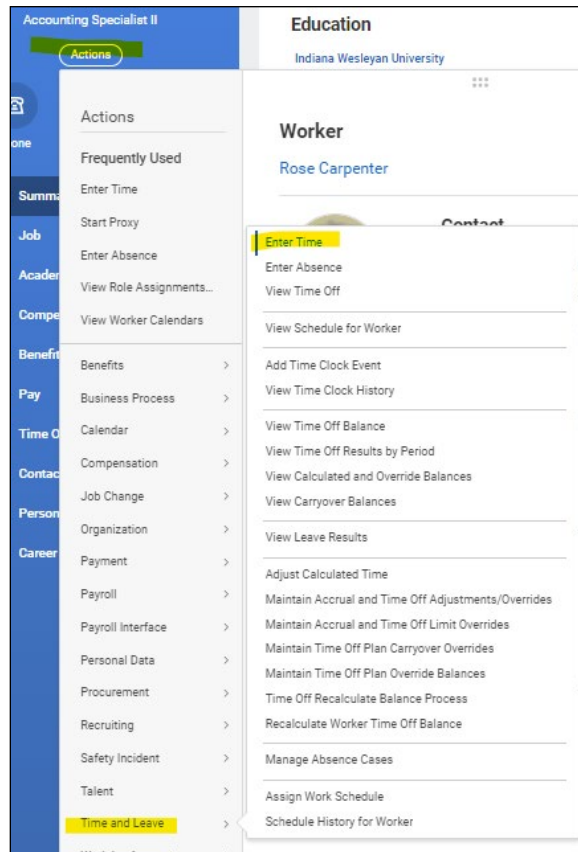 Accounting Specialist II
Actions
one
Summa
Job
Academ
Compe
Benefit
Pay
Time O
Contac
Person
Career
Education
Indiana Wesleyan University
Actions
Frequently Used
Enter Time
Start Proxy
Enter Absence
View Role Assignments...
View Worker Calendars
Benefits
Business Process
Calendar
Compensation
Job Change
Organization
Payment
Payroll
Payroll Interface
Personal Data
Procurement
Recruiting
Safety Incident
Talent
Time and Leave
Worker
Rose Carpenter
Contact
Enter Time
Enter Absence
View Time Off
View Schedule for Worker
Add Time Clock Event
View Time Clock History
View Time Off Balance
View Time Off Results by Period
View Calculated and Override Balances
View Carryover Balances
View Leave Results
Adjust Calculated Time
Maintain Accrual and Time Off Adjustments/Overrides
Maintain Accrual and Time Off Limit Overrides
Maintain Time Off Plan Carryover Overrides
Maintain Time Off Plan Override Balances
Time Off Recalculate Balance Process
Recalculate Worker Time Off Balance
Manage Absence Cases
Assign Work Schedule
Schedule History for Worker